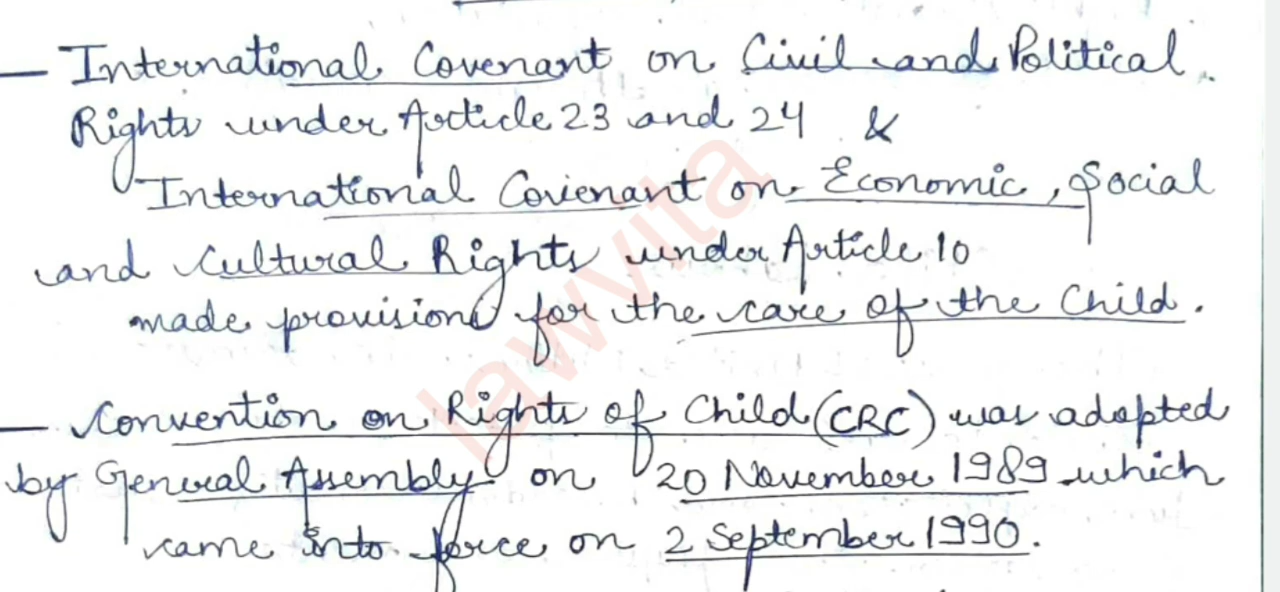 — International Covenant on Civil and Political
Rights under Article 23 and 24 &
International Covenant on Economic, Social
and Cultural Rights under Article 10
made provisions for the care of the Child.
— Convention on Rights of Child (CRC) was adopted
by General Assembly on 20 November 1989 which
came into force on 2 September 1990.
lawvita